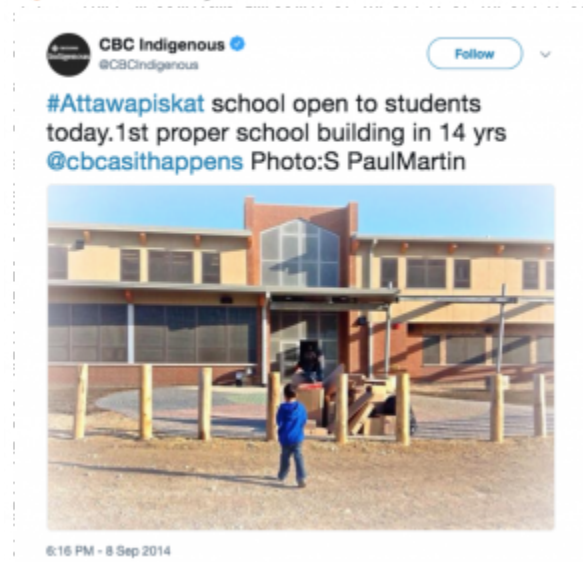 CBC Indigenous
@CBCIndigenous
Follow
#Attawapiskat school open to students
today.1st proper school building in 14 yrs
@cbcasithappens Photo:S PaulMartin
6:16 PM - 8 Sep 2014